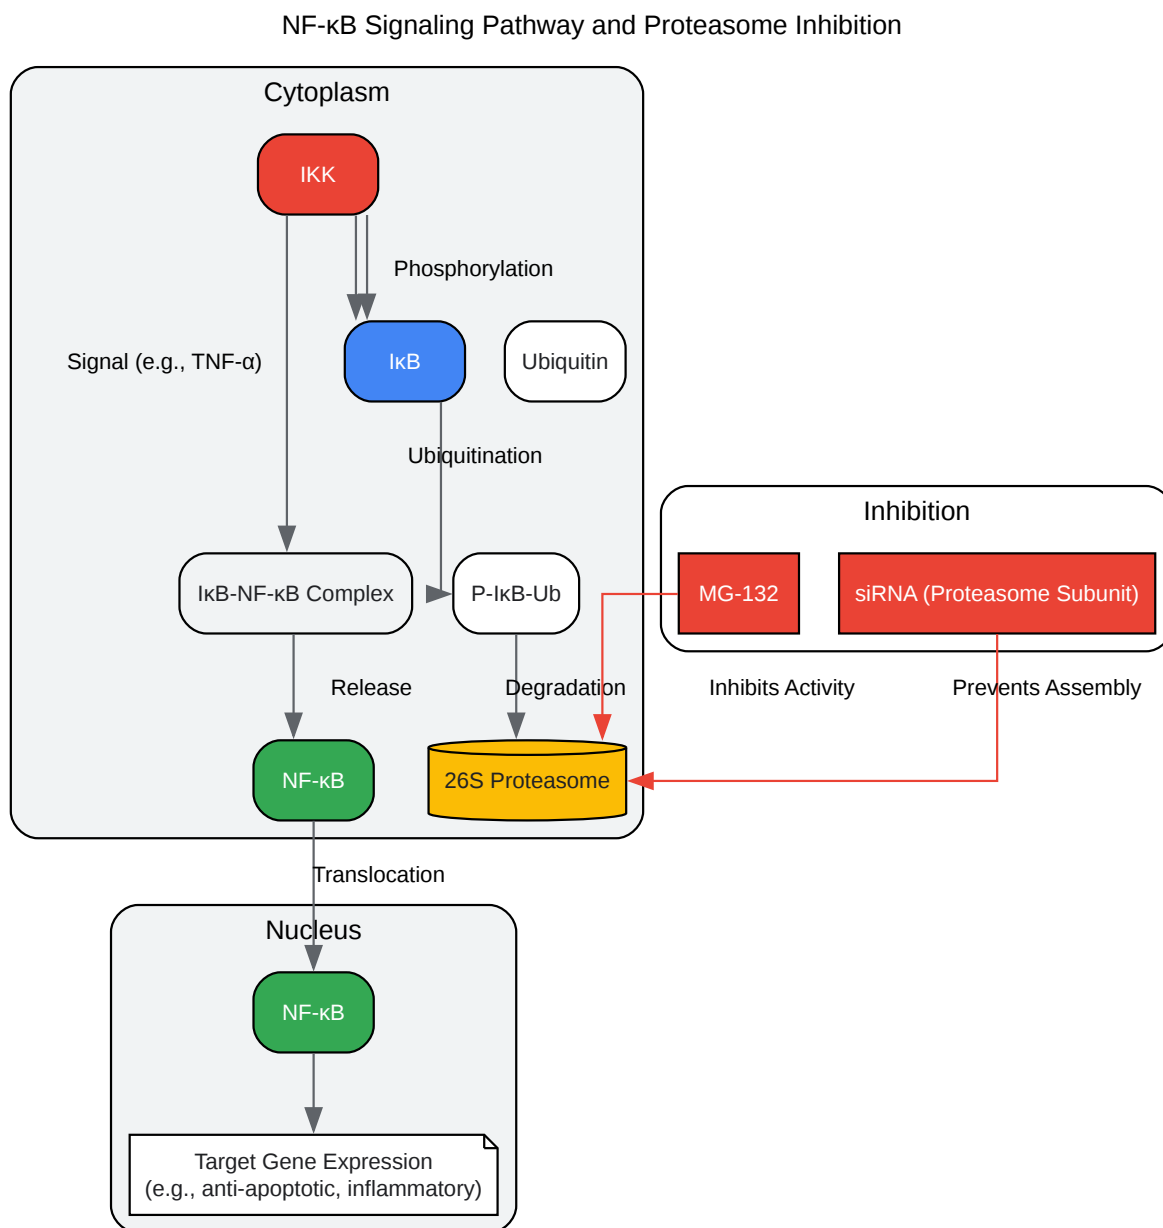 NF-κB Signaling Pathway and Proteasome Inhibition
Cytoplasm
IKK
Phosphorylation
Signal (e.g., TNF-α)
IκB
Ubiquitin
Ubiquitination
Inhibition
IκB-NF-κB Complex
P-IκB-Ub
MG-132
siRNA (Proteasome Subunit)
Release
Degradation
Inhibits Activity
Prevents Assembly
NF-κB
26S Proteasome
Translocation
Nucleus
NF-κB
Target Gene Expression
(e.g., anti-apoptotic, inflammatory)